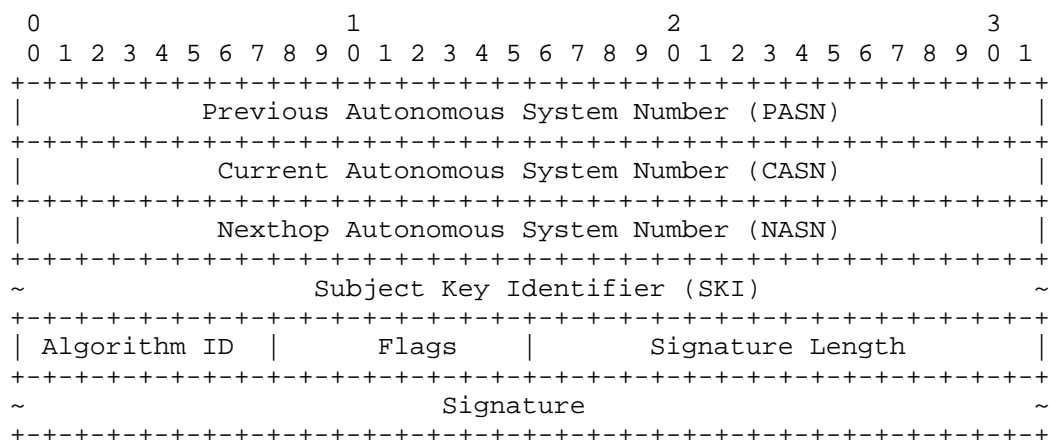 0                   1                   2                   3
 0 1 2 3 4 5 6 7 8 9 0 1 2 3 4 5 6 7 8 9 0 1 2 3 4 5 6 7 8 9 0 1
+-+-+-+-+-+-+-+-+-+-+-+-+-+-+-+-+-+-+-+-+-+-+-+-+-+-+-+-+-+-+-+-+
|            Previous Autonomous System Number (PASN)            |
+-+-+-+-+-+-+-+-+-+-+-+-+-+-+-+-+-+-+-+-+-+-+-+-+-+-+-+-+-+-+-+-+
|             Current Autonomous System Number (CASN)            |
+-+-+-+-+-+-+-+-+-+-+-+-+-+-+-+-+-+-+-+-+-+-+-+-+-+-+-+-+-+-+-+-+
|             Nexthop Autonomous System Number (NASN)            |
+-+-+-+-+-+-+-+-+-+-+-+-+-+-+-+-+-+-+-+-+-+-+-+-+-+-+-+-+-+-+-+-+
~                   Subject Key Identifier (SKI)                 ~
+-+-+-+-+-+-+-+-+-+-+-+-+-+-+-+-+-+-+-+-+-+-+-+-+-+-+-+-+-+-+-+-+
| Algorithm ID  |      Flags    |       Signature Length         |
+-+-+-+-+-+-+-+-+-+-+-+-+-+-+-+-+-+-+-+-+-+-+-+-+-+-+-+-+-+-+-+-+
~                           Signature                            ~
+-+-+-+-+-+-+-+-+-+-+-+-+-+-+-+-+-+-+-+-+-+-+-+-+-+-+-+-+-+-+-+-+